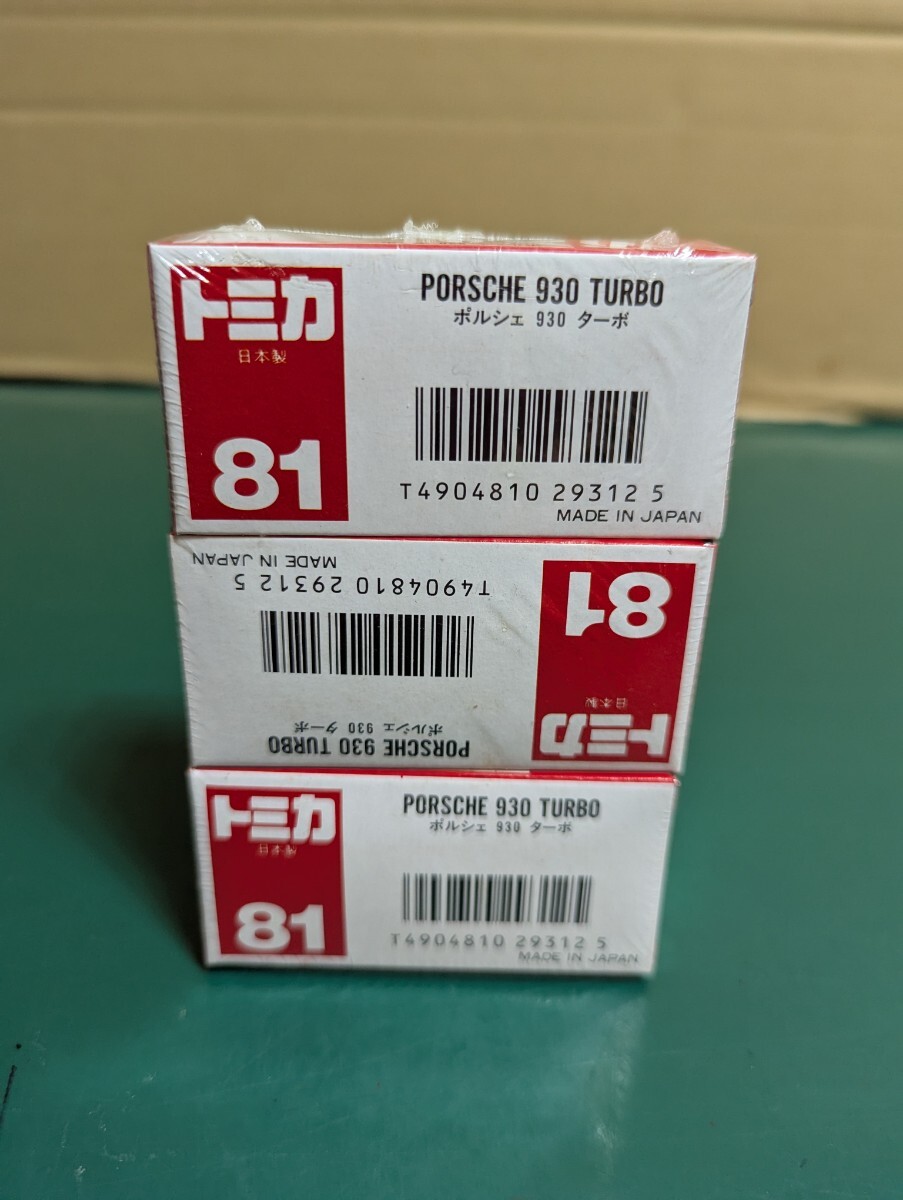 トミカ
日本製
81
PORSCHE 930 TURBO
ポルシェ 930 ターボ
T4904810 29312 5
MADE IN JAPAN
トミカ
日本製
81
PORSCHE 930 TURBO
ポルシェ 930 ターボ
T4904810 29312 5
MADE IN JAPAN
トミカ
日本製
81
PORSCHE 930 TURBO
ポルシェ 930 ターボ
T4904810 29312 5
MADE IN JAPAN